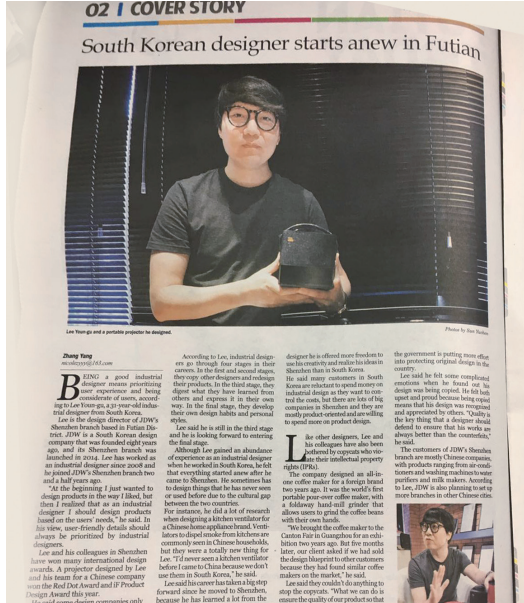 02 | COVER STORY
South Korean designer starts anew in Futian
Lee Youn-gu and a portable projector he designed.
Photos by Sun Yuchen
Zhang Yang
nicolezyy@163.com
BEING a good industrial
designer means prioritizing
user experience and being
considerate of users, accord-
ing to Lee Youn-gu, a 31-year-old indus-
trial designer from South Korea.
Lee is the design director of JDW's
Shenzhen branch based in Futian Dis-
trict. JDW is a South Korean design
company that was founded eight years
ago, and its Shenzhen branch was
launched in 2014. Lee has worked as
an industrial designer since 2008 and
he joined JDW's Shenzhen branch two
and a half years ago.
"At the beginning I just wanted to
design products in the way I liked, but
then I realized that as an industrial
designer I should design products
based on the users' needs," he said. In
his view, user-friendly details should
always be prioritized by industrial
designers.
Lee and his colleagues in Shenzhen
have won many international design
awards. A projector designed by Lee
and his team for a Chinese company
won the Red Dot Award and iF Product
Design Award this year.
He said some design companies only
According to Lee, industrial design-
ers go through four stages in their
careers. In the first and second stages,
they copy other designers and redesign
their products. In the third stage, they
digest what they have learned from
others and express it in their own
way. In the final stage, they develop
their own design habits and personal
styles.
Lee said he is still in the third stage
and he is looking forward to entering
the final stage.
Although Lee gained an abundance
of experience as an industrial designer
when he worked in South Korea, he felt
that everything started anew after he
came to Shenzhen. He sometimes has
to design things that he has never seen
or used before due to the cultural gap
between the two countries.
For instance, he did a lot of research
when designing a kitchen ventilator for
a Chinese home appliance brand. Venti-
lators to dispel smoke from kitchens are
commonly seen in Chinese households,
but they were a totally new thing for
Lee. "I'd never seen a kitchen ventilator
before I came to China because we don't
use them in South Korea," he said.
Lee said his career has taken a big step
forward since he moved to Shenzhen,
because he has learned a lot from the
designer he is offered more freedom to
use his creativity and realize his ideas in
Shenzhen than in South Korea.
He said many customers in South
Korea are reluctant to spend money on
industrial design as they want to con-
trol the costs, but there are lots of big
companies in Shenzhen and they are
mostly product-oriented and are willing
to spend more on product design.
Like other designers, Lee and
his colleagues have also been
bothered by copycats who vio-
late their intellectual property
rights (IPRs).
The company designed an all-in-
one coffee maker for a foreign brand
two years ago. It was the world's first
portable pour-over coffee maker, with
a foldaway hand-mill grinder that
allows users to grind the coffee beans
with their own hands.
"We brought the coffee maker to the
Canton Fair in Guangzhou for an exhi-
bition two years ago. But five months
later, our client asked if we had sold
the design blueprint to other customers
because they had found similar coffee
makers on the market," he said.
Lee said they couldn't do anything to
stop the copycats. "What we can do is
ensure the quality of our product so that
the government is putting more effort
into protecting original design in the
country.
Lee said he felt some complicated
emotions when he found out his
design was being copied. He felt both
upset and proud because being copied
means that his design was recognized
and appreciated by others. "Quality is
the key thing that a designer should
defend to ensure that his works are
always better than the counterfeits,"
he said.
The customers of JDW's Shenzhen
branch are mostly Chinese companies,
with products ranging from air-condi-
tioners and washing machines to water
purifiers and milk makers. According
to Lee, JDW is also planning to set up
more branches in other Chinese cities